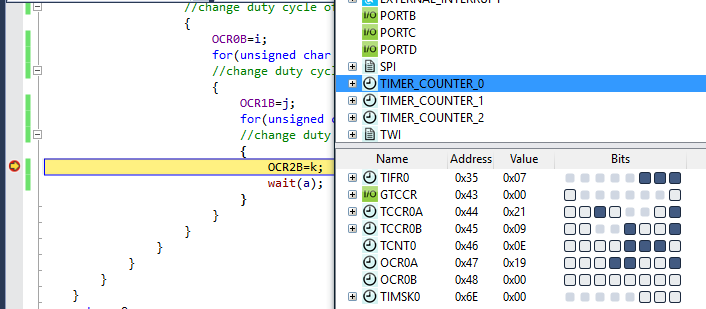 //change duty cycle of
{
OCR0B=i;
for(unsigned char
//change duty cycl
{
OCR1B=j;
for(unsigned c
//change duty
{
OCR2B=k;
wait(a);
}
}
}
}
}
}
EXTERNAL_INTERRUPT
PORTB
PORTC
PORTD
SPI
TIMER_COUNTER_0
TIMER_COUNTER_1
TIMER_COUNTER_2
TWI
Name Address Value Bits
TIFR0 0x35 0x07
I/O GTCCR 0x43 0x00
TCCR0A 0x44 0x21
TCCR0B 0x45 0x09
TCNT0 0x46 0x0E
OCR0A 0x47 0x19
OCR0B 0x48 0x00
TIMSK0 0x6E 0x00